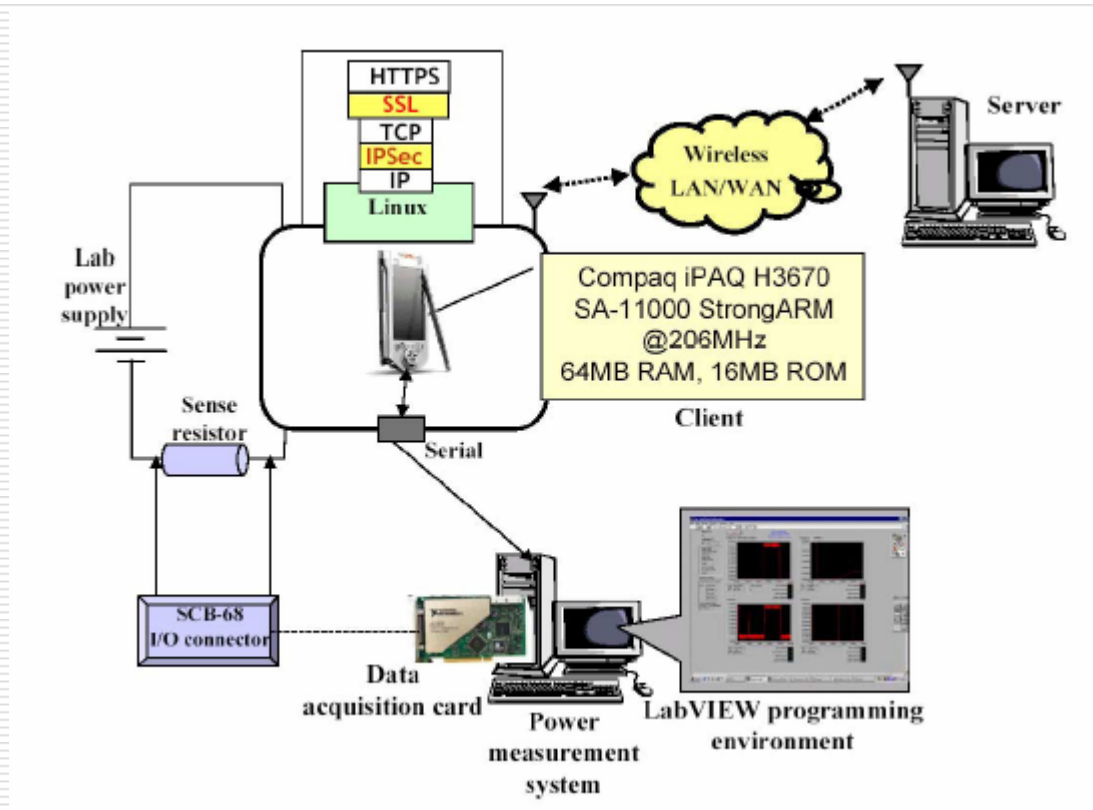 HTTPS
SSL
TCP
IPSec
IP
Linux
Wireless
LAN/WAN
Server
Lab
power
supply
Compaq iPAQ H3670
SA-11000 StrongARM
@206MHz
64MB RAM, 16MB ROM
Client
Sense
resistor
Serial
SCB-68
I/O connector
Data
acquisition card
Power
measurement
system
LabVIEW programming
environment